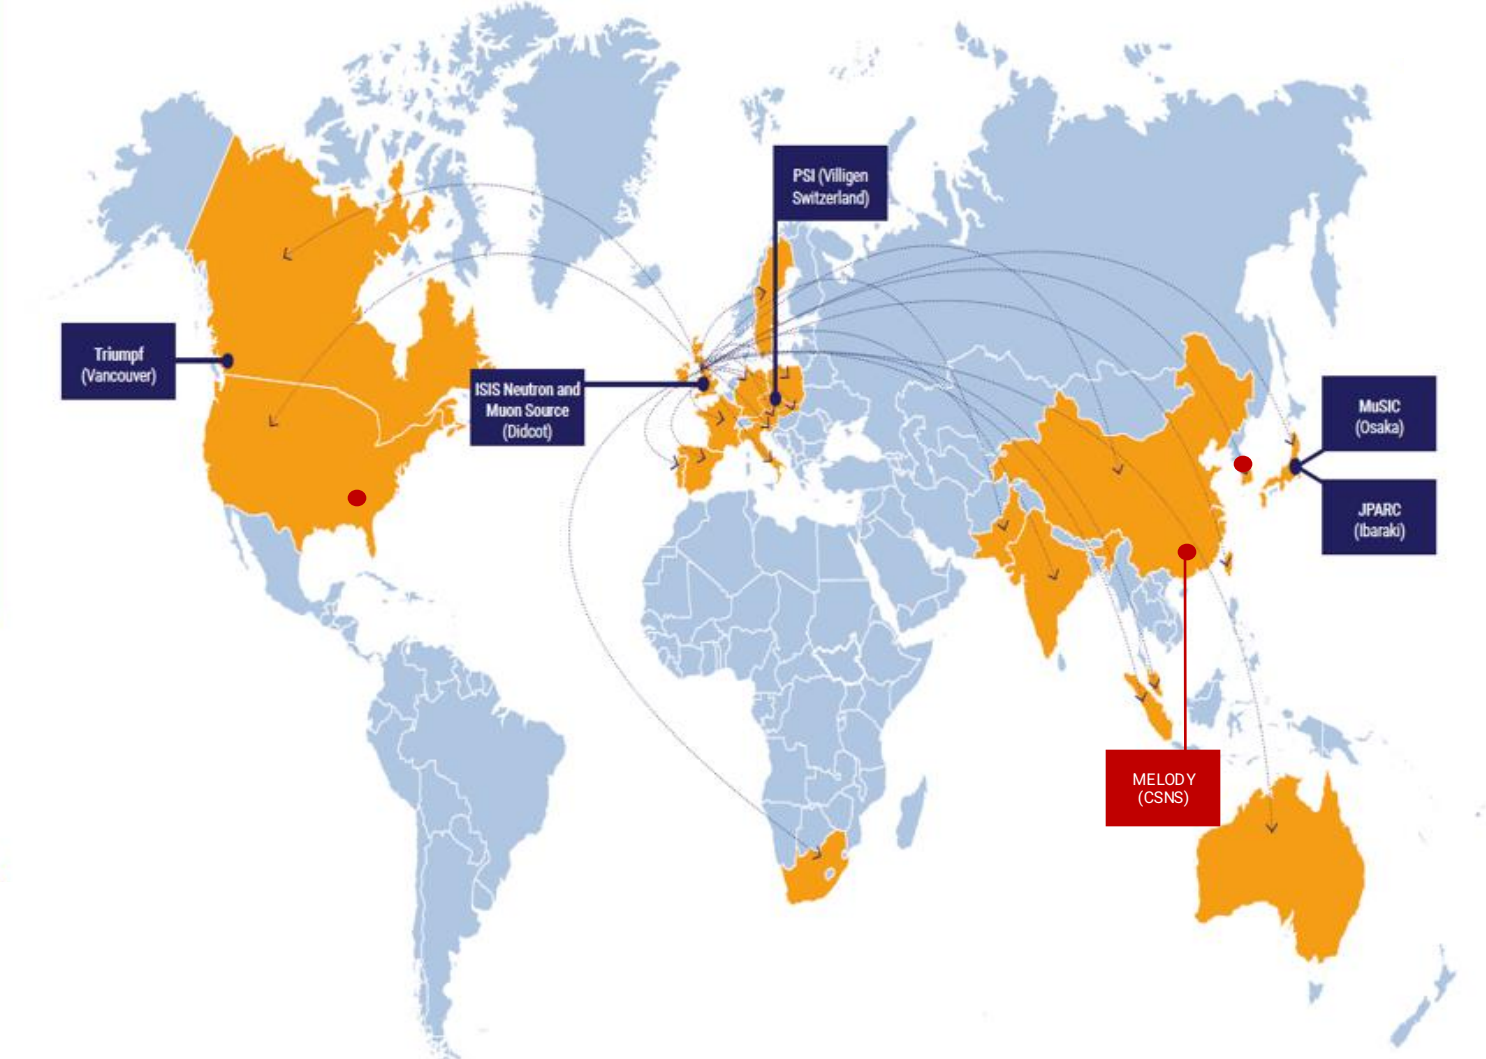 PSI (Villigen
Switzerland)
Triumpf
(Vancouver)
ISIS Neutron and
Muon Source
(Didcot)
MuSIC
(Osaka)
JPARC
(Ibaraki)
MELODY
(CSNS)